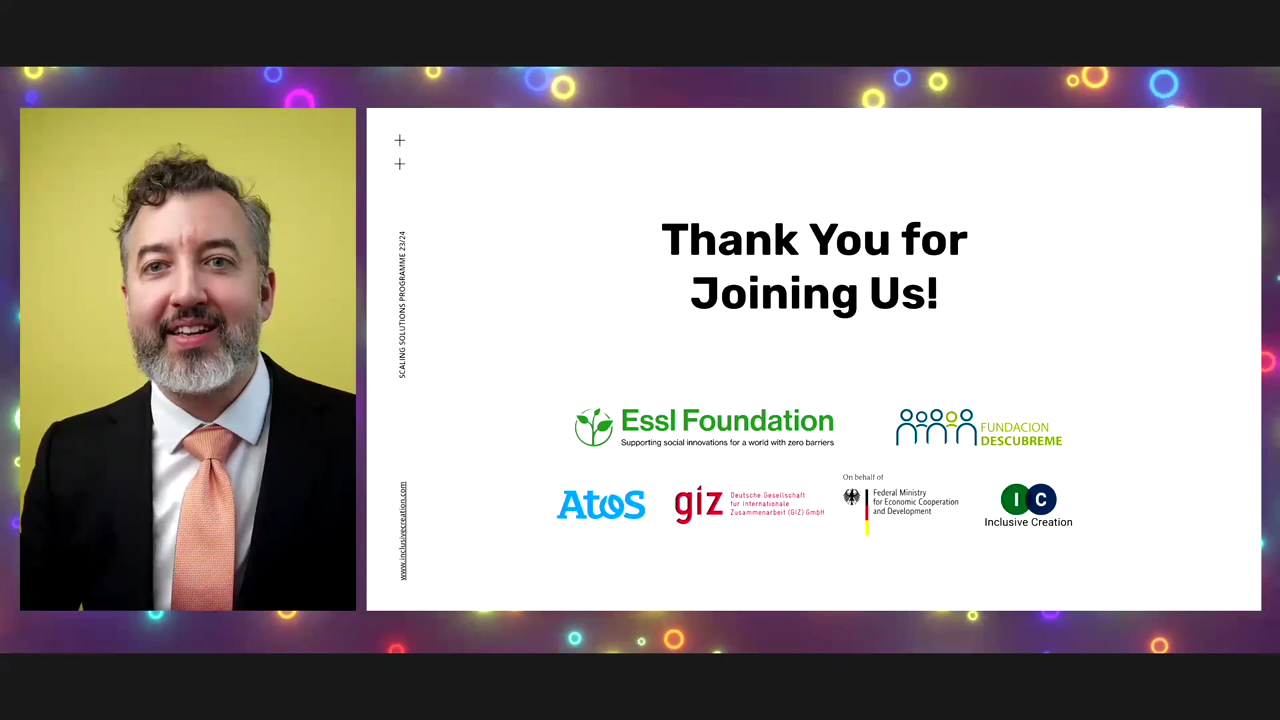 SCALING SOLUTIONS PROGRAMME 23/24
www.inclusivecreation.com
Thank You for
Joining Us!
Essl Foundation
Supporting social innovations for a world with zero barriers
FUNDACION
DESCUBREME
Atos
giz
Deutsche Gesellschaft
für Internationale
Zusammenarbeit (GIZ) GmbH
On behalf of
Federal Ministry
for Economic Cooperation
and Development
I C
Inclusive Creation